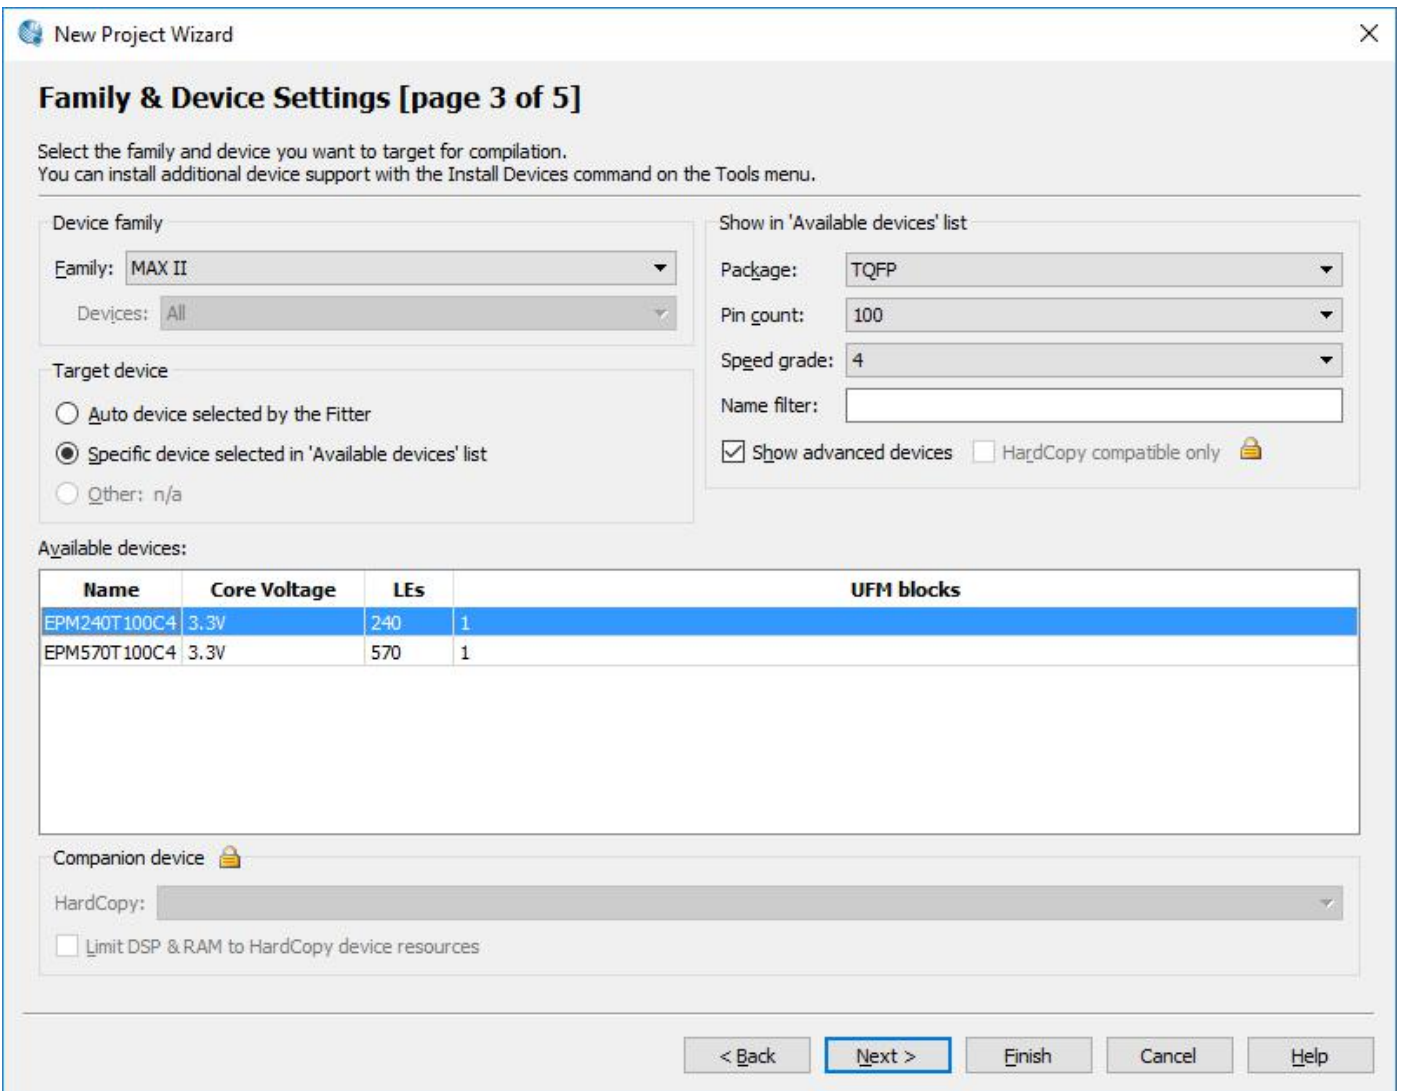 New Project Wizard
Family & Device Settings [page 3 of 5]
Select the family and device you want to target for compilation.
You can install additional device support with the Install Devices command on the Tools menu.
Device family
Family: MAX II
Devices: All
Show in 'Available devices' list
Package: TQFP
Pin count: 100
Speed grade: 4
Name filter:
Show advanced devices HardCopy compatible only
Target device
Auto device selected by the Fitter
Specific device selected in 'Available devices' list
Other: n/a
Available devices:
Name Core Voltage LEs UFM blocks
EPM240T100C4 3.3V 240 1
EPM570T100C4 3.3V 570 1
Companion device
HardCopy:
Limit DSP & RAM to HardCopy device resources
< Back Next > Finish Cancel Help